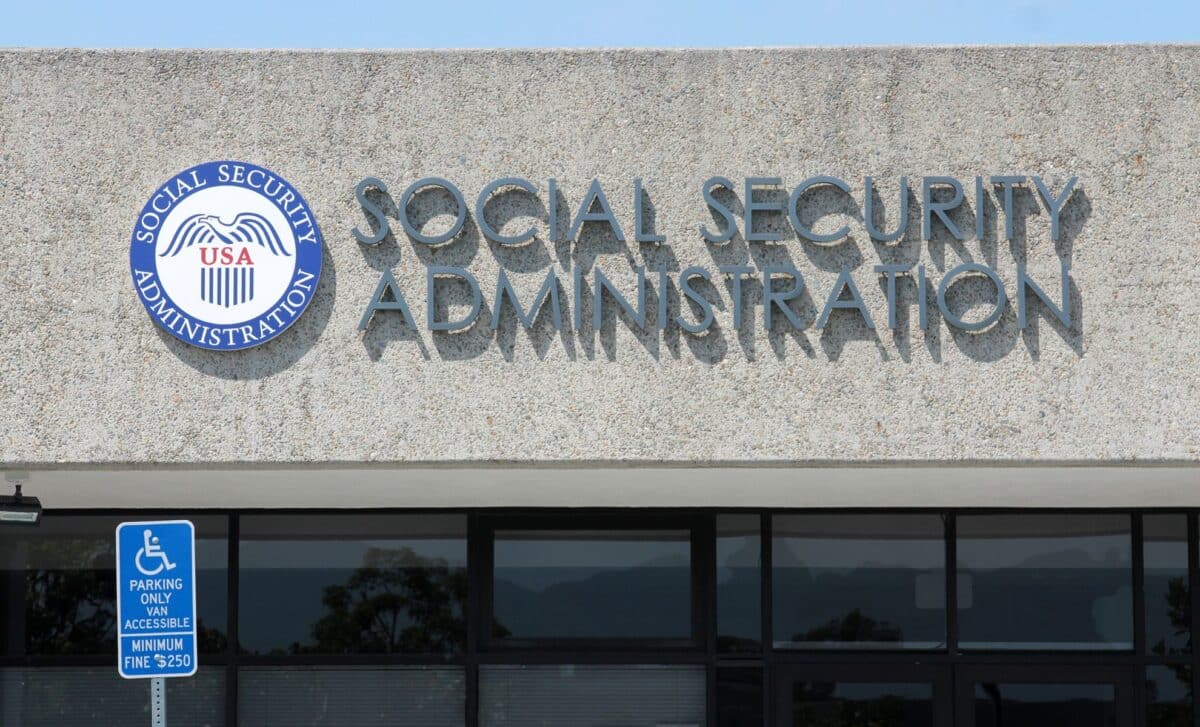 SOCIAL SECURITY
USA
ADMINISTRATION
SOCIAL SECURITY
ADMINISTRATION
PARKING
ONLY
VAN
ACCESSIBLE
MINIMUM
FINE $250